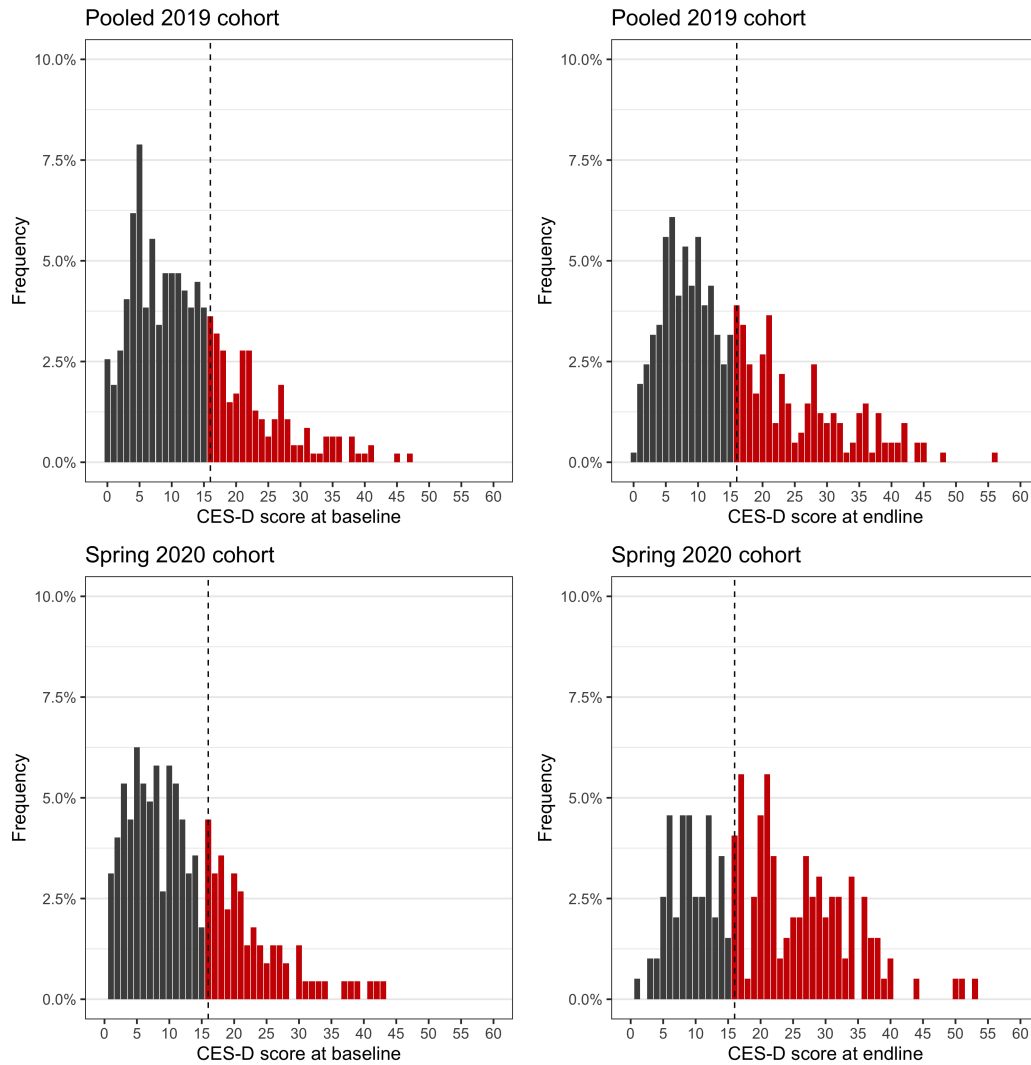 Pooled 2019 cohort
10.0%
7.5%
5.0%
2.5%
0.0%
Frequency
0 5 10 15 20 25 30 35 40 45 50 55 60
CES-D score at baseline
Pooled 2019 cohort
10.0%
7.5%
5.0%
2.5%
0.0%
Frequency
0 5 10 15 20 25 30 35 40 45 50 55 60
CES-D score at endline
Spring 2020 cohort
10.0%
7.5%
5.0%
2.5%
0.0%
Frequency
0 5 10 15 20 25 30 35 40 45 50 55 60
CES-D score at baseline
Spring 2020 cohort
10.0%
7.5%
5.0%
2.5%
0.0%
Frequency
0 5 10 15 20 25 30 35 40 45 50 55 60
CES-D score at endline